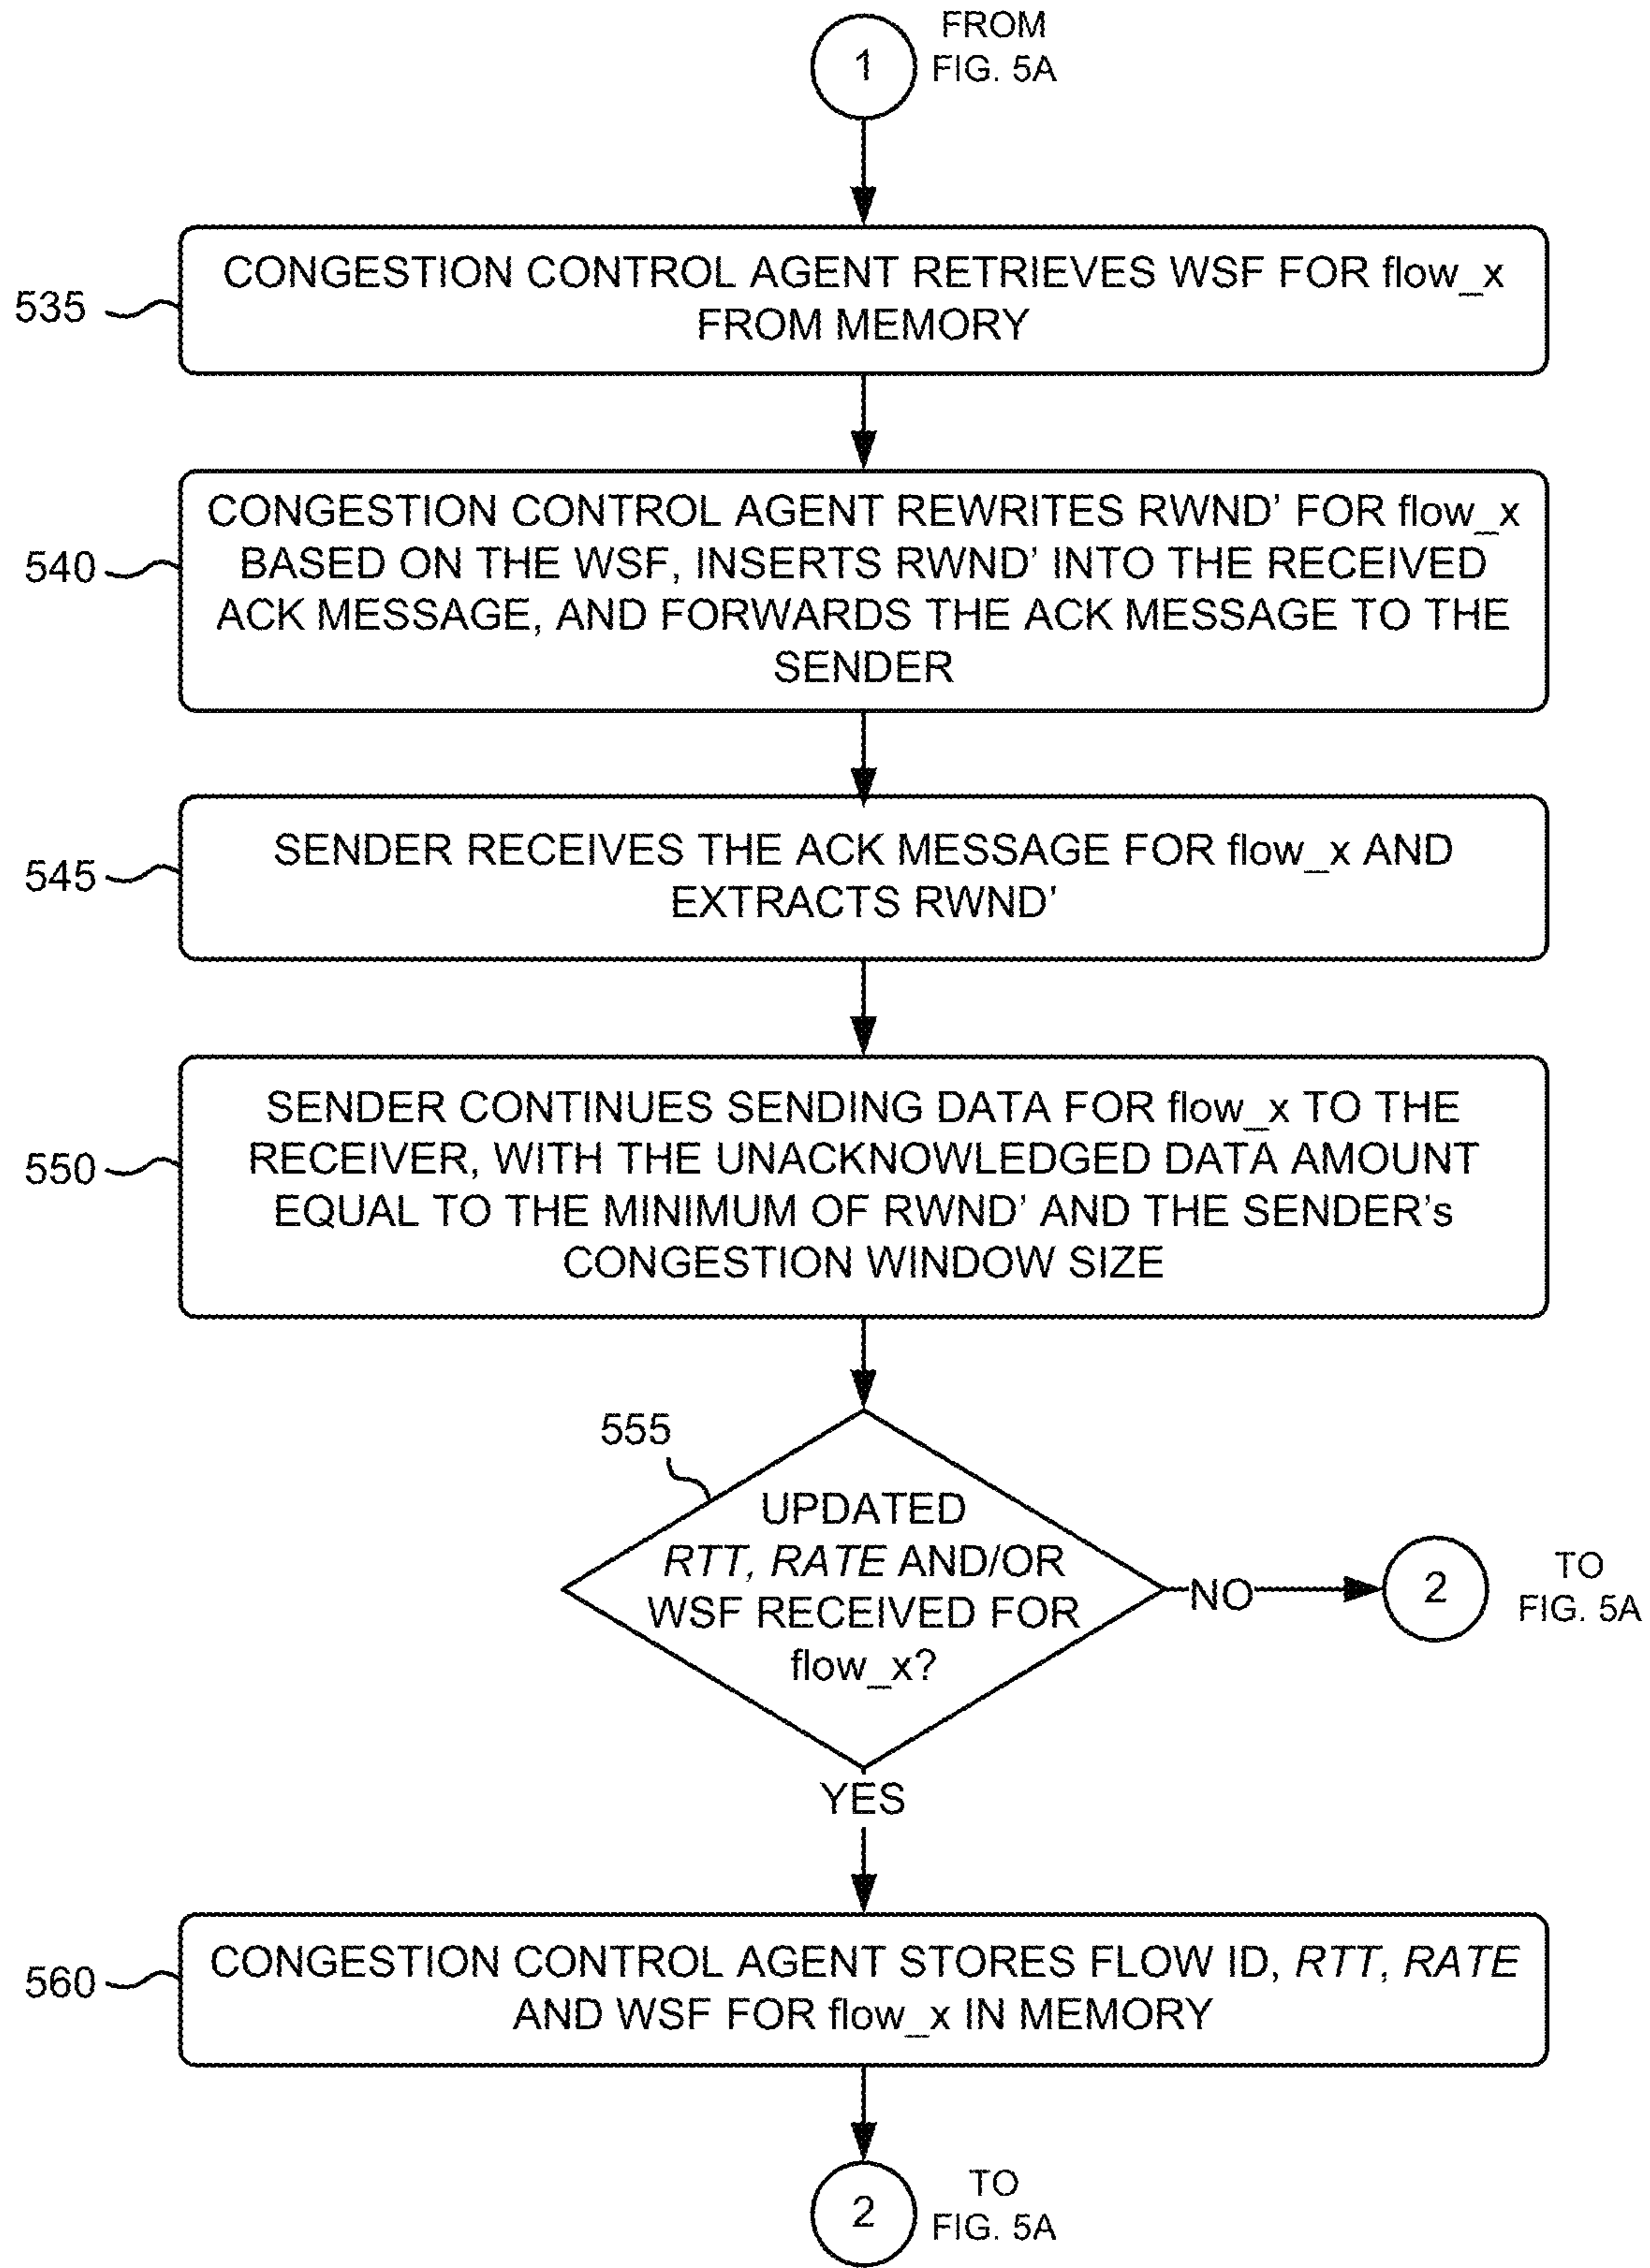 FROM
1
FIG. 5A
CONGESTION CONTROL AGENT RETRIEVES WSF FOR flow_x
535
FROM MEMORY
CONGESTION CONTROL AGENT REWRITES RWND’ FOR flow_x
540
BASED ON THE WSF, INSERTS RWND’ INTO THE RECEIVED
ACK MESSAGE, AND FORWARDS THE ACK MESSAGE TO THE
SENDER
SENDER RECEIVES THE ACK MESSAGE FOR flow_x AND
545
EXTRACTS RWND’
SENDER CONTINUES SENDING DATA FOR flow_x TO THE
550
RECEIVER, WITH THE UNACKNOWLEDGED DATA AMOUNT
EQUAL TO THE MINIMUM OF RWND’ AND THE SENDER’s
CONGESTION WINDOW SIZE
555
UPDATED
RTT, RATE AND/OR
WSF RECEIVED FOR
flow_x?
NO
2
TO
FIG. 5A
YES
560
CONGESTION CONTROL AGENT STORES FLOW ID, RTT, RATE
AND WSF FOR flow_x IN MEMORY
2
TO
FIG. 5A